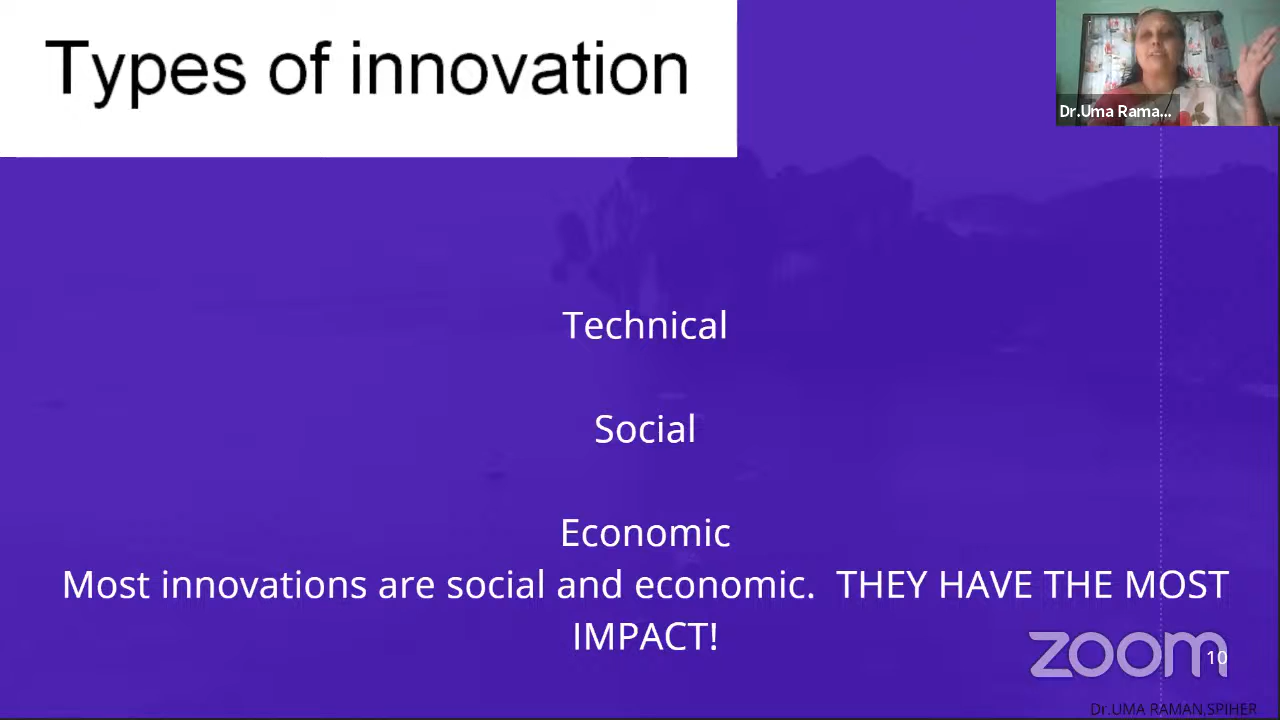 Types of innovation
Dr.Uma Rama...
Technical
Social
Economic
Most innovations are social and economic.  THEY HAVE THE MOST
IMPACT!
zoom
10
Dr.UMA RAMAN,SPIHER